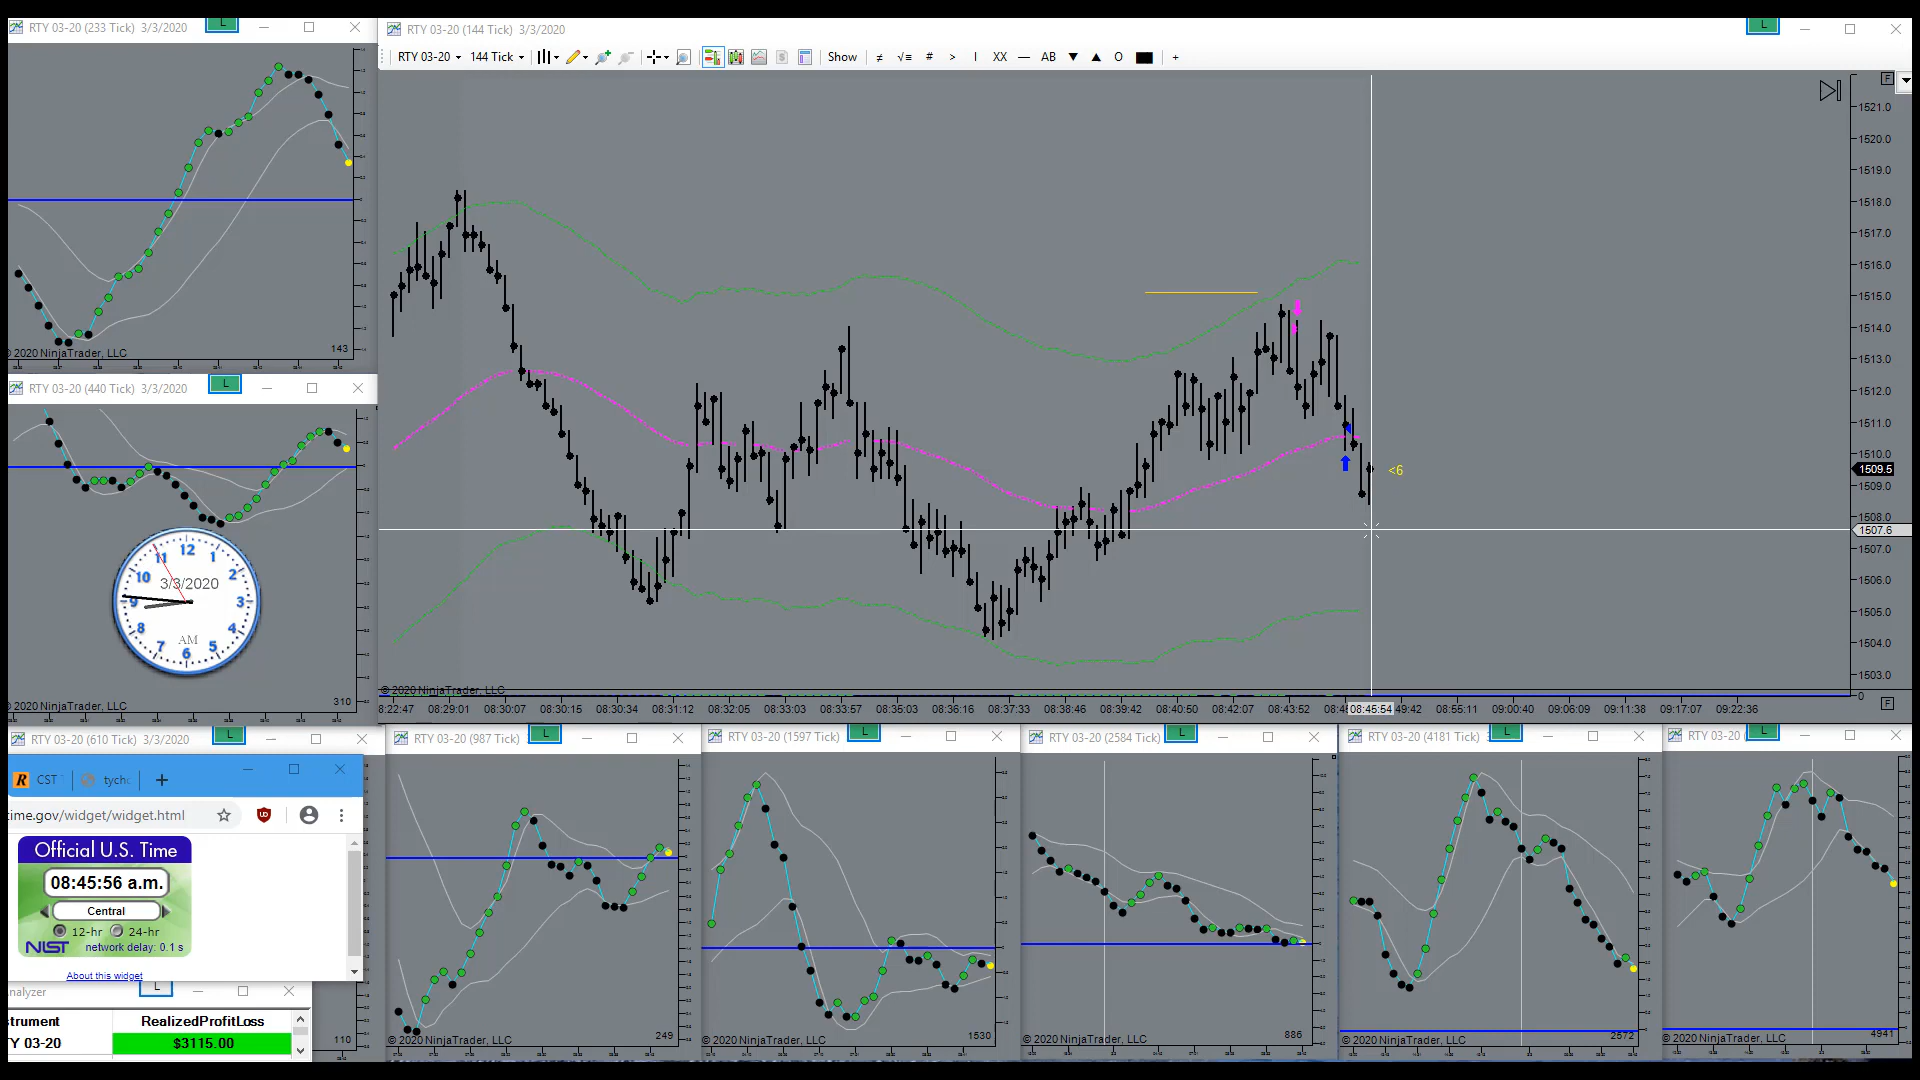 RTY 03-20 (233 Tick) 3/3/2020
L
© 2020 NinjaTrader, LLC
143
RTY 03-20 (440 Tick) 3/3/2020
L
12
1
2
3
4
5
6
7
8
9
10
11
3/3/2020
AM
© 2020 NinjaTrader, LLC
310
RTY 03-20 (144 Tick) 3/3/2020
L
RTY 03-20 144 Tick Show ≠ √≡ # > I XX — AB ▼ ▲ O +
F
1521.0
1520.0
1519.0
1518.0
1517.0
1516.0
1515.0
1514.0
1513.0
1512.0
1511.0
1510.0
<6
1509.5
1509.0
1508.0
1507.6
1507.0
1506.0
1505.0
1504.0
1503.0
0
F
© 2020 NinjaTrader, LLC
8:22:47 08:29:01 08:30:07 08:30:15 08:30:34 08:31:12 08:32:05 08:33:03 08:33:57 08:35:03 08:36:16 08:37:33 08:38:46 08:39:42 08:40:50 08:42:07 08:43:52 08:45:54 49:42 08:55:11 09:00:40 09:06:09 09:11:38 09:17:07 09:22:36
RTY 03-20 (610 Tick) 3/3/2020
L
CST
tych
+
time.gov/widget/widget.html
Official U.S. Time
08:45:56 a.m.
Central
12-hr 24-hr
NIST network delay: 0.1 s
About this widget
nalyzer
L
strument RealizedProfitLoss
TY 03-20 $3115.00
110
RTY 03-20 (987 Tick)
L
© 2020 NinjaTrader, LLC
249
RTY 03-20 (1597 Tick)
L
© 2020 NinjaTrader, LLC
1530
RTY 03-20 (2584 Tick)
L
© 2020 NinjaTrader, LLC
886
RTY 03-20 (4181 Tick)
L
© 2020 NinjaTrader, LLC
2572
RTY 03-20
L
© 2020 NinjaTrader, LLC
4941